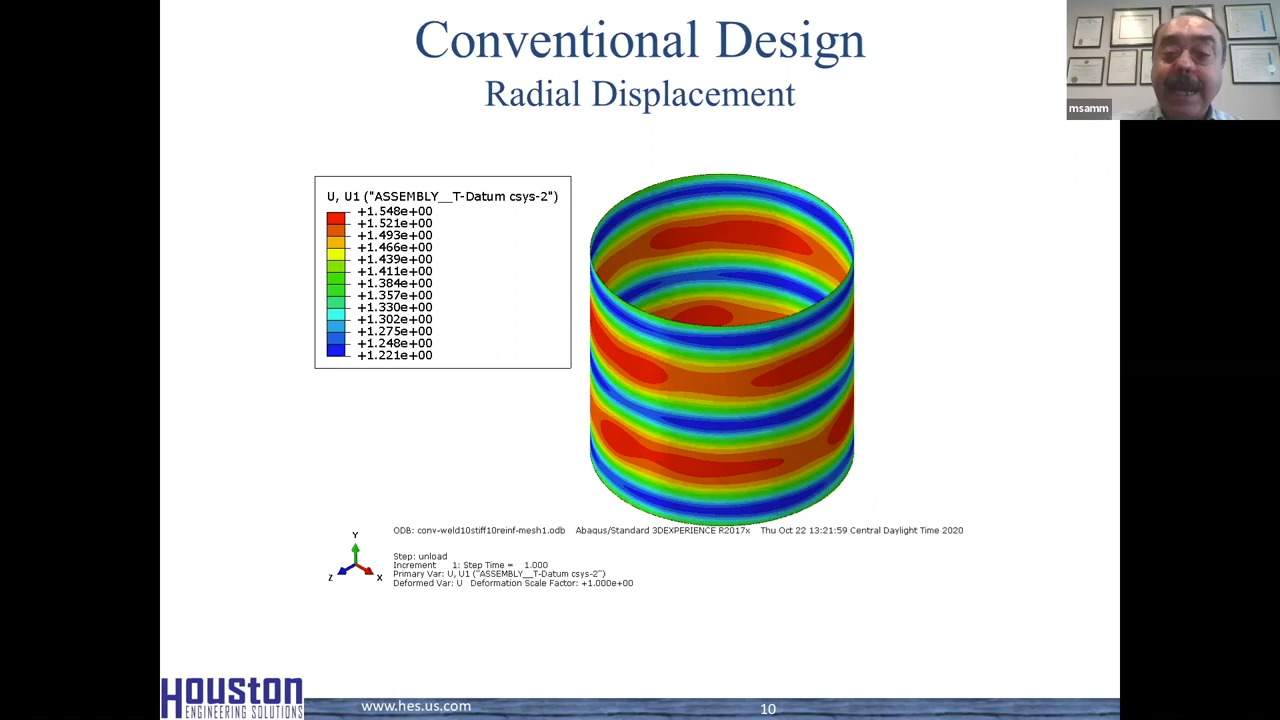 Conventional Design
Radial Displacement
msamm
U, U1 ("ASSEMBLY__T-Datum csys-2")
+1.548e+00
+1.521e+00
+1.493e+00
+1.466e+00
+1.439e+00
+1.411e+00
+1.384e+00
+1.357e+00
+1.330e+00
+1.302e+00
+1.275e+00
+1.248e+00
+1.221e+00
ODB: conv-weld10stiff10reinf-mesh1.odb Abaqus/Standard 3DEXPERIENCE R2017x Thu Oct 22 13:21:59 Central Daylight Time 2020
Y
Z
X
Step: unload
Increment 1: Step Time = 1.000
Primary Var: U, U1 ("ASSEMBLY__T-Datum csys-2")
Deformed Var: U Deformation Scale Factor: +1.000e+00
HOUSTON
ENGINEERING SOLUTIONS
www.hes.us.com
10